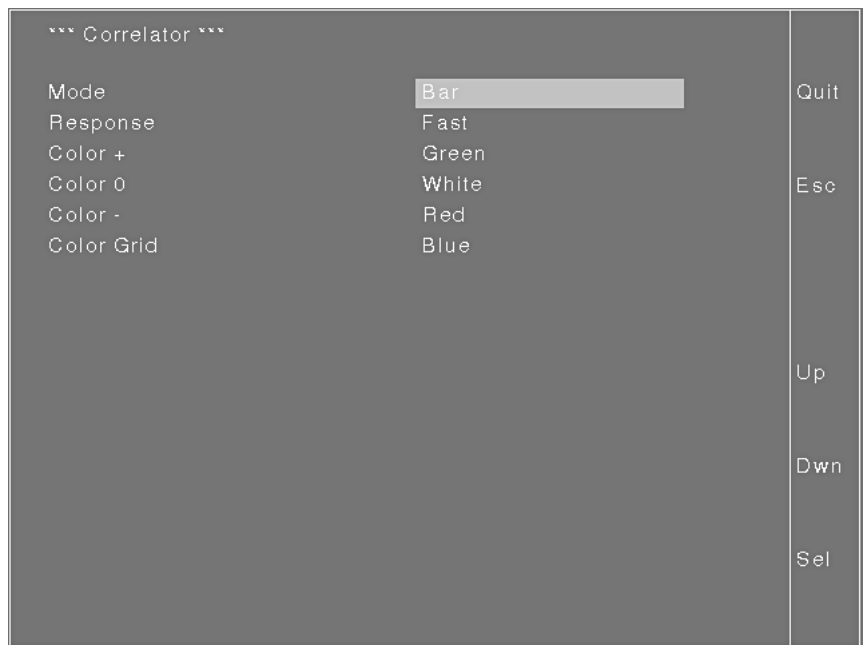 *** Correlator ***
Mode Bar Quit
Response Fast
Color + Green
Color 0 White Esc
Color - Red
Color Grid Blue
Up
Dwn
Sel